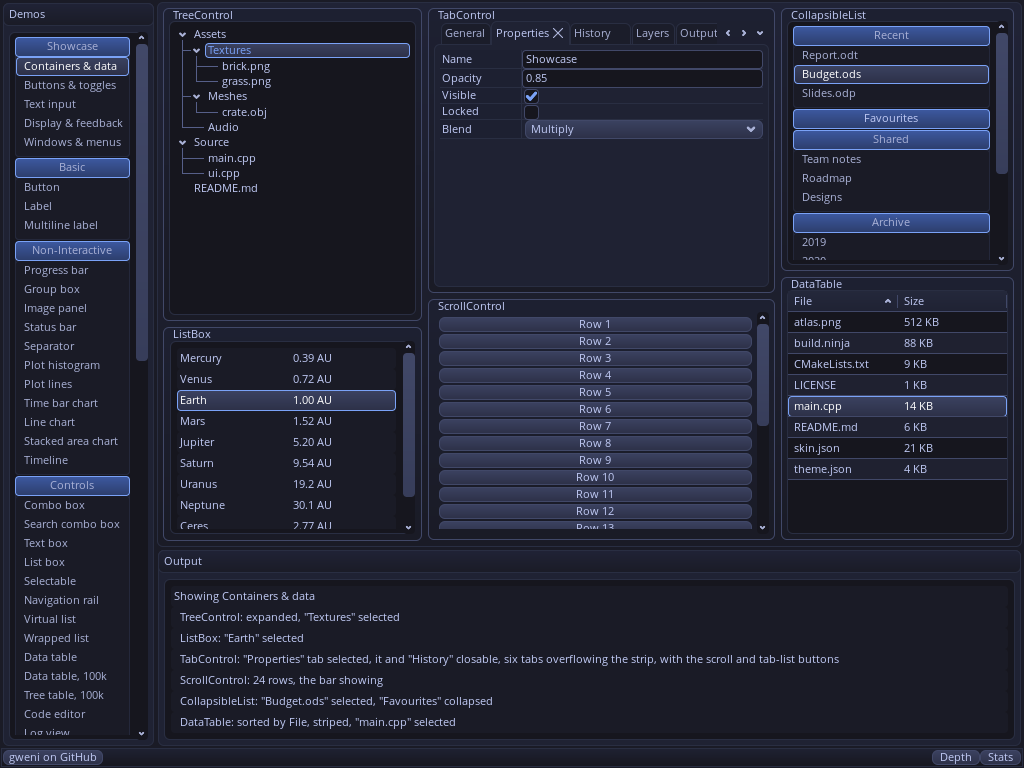 Demos
Showcase
Containers & data
Buttons & toggles
Text input
Display & feedback
Windows & menus
Basic
Button
Label
Multiline label
Non-Interactive
Progress bar
Group box
Image panel
Status bar
Separator
Plot histogram
Plot lines
Time bar chart
Line chart
Stacked area chart
Timeline
Controls
Combo box
Search combo box
Text box
List box
Selectable
Navigation rail
Virtual list
Wrapped list
Data table
Data table, 100k
Tree table, 100k
Code editor
Log view
TreeControl
Assets
Textures
brick.png
grass.png
Meshes
crate.obj
Audio
Source
main.cpp
ui.cpp
README.md
ListBox
Mercury 0.39 AU
Venus 0.72 AU
Earth 1.00 AU
Mars 1.52 AU
Jupiter 5.20 AU
Saturn 9.54 AU
Uranus 19.2 AU
Neptune 30.1 AU
Ceres 2.77 AU
TabControl
General Properties History Layers Output
Name Showcase
Opacity 0.85
Visible
Locked
Blend Multiply
ScrollControl
Row 1
Row 2
Row 3
Row 4
Row 5
Row 6
Row 7
Row 8
Row 9
Row 10
Row 11
Row 12
Row 13
CollapsibleList
Recent
Report.odt
Budget.ods
Slides.odp
Favourites
Shared
Team notes
Roadmap
Designs
Archive
2019
2020
DataTable
File Size
atlas.png 512 KB
build.ninja 88 KB
CMakeLists.txt 9 KB
LICENSE 1 KB
main.cpp 14 KB
README.md 6 KB
skin.json 21 KB
theme.json 4 KB
Output
Showing Containers & data
TreeControl: expanded, "Textures" selected
ListBox: "Earth" selected
TabControl: "Properties" tab selected, it and "History" closable, six tabs overflowing the strip, with the scroll and tab-list buttons
ScrollControl: 24 rows, the bar showing
CollapsibleList: "Budget.ods" selected, "Favourites" collapsed
DataTable: sorted by File, striped, "main.cpp" selected
gweni on GitHub
Depth Stats